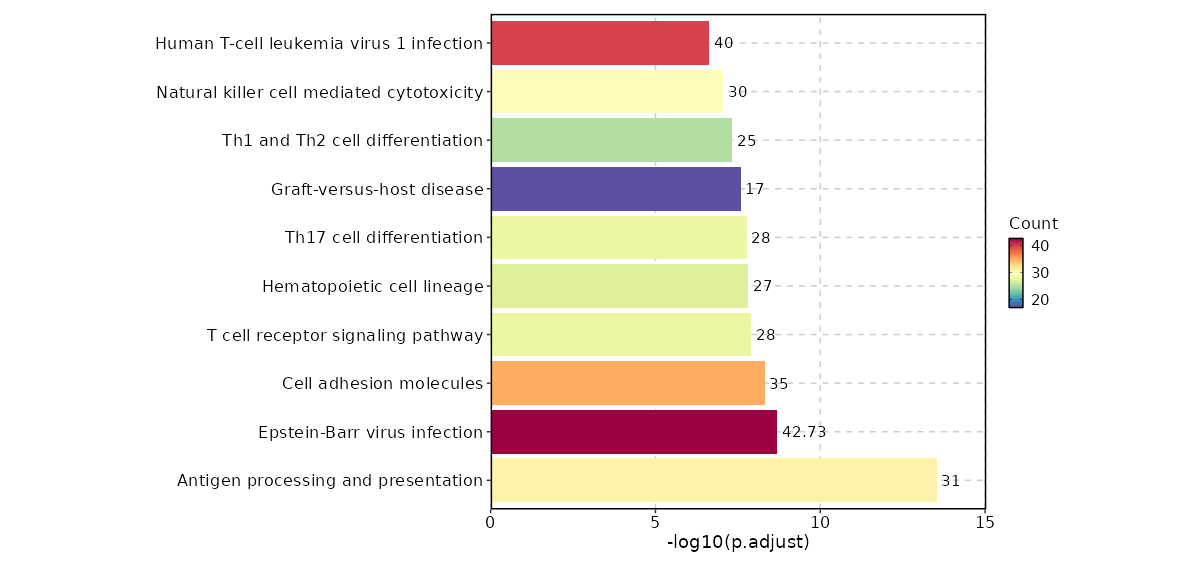 Human T-cell leukemia virus 1 infection 40
Natural killer cell mediated cytotoxicity 30
Th1 and Th2 cell differentiation 25
Graft-versus-host disease 17
Th17 cell differentiation 28
Hematopoietic cell lineage 27
T cell receptor signaling pathway 28
Cell adhesion molecules 35
Epstein-Barr virus infection 42.73
Antigen processing and presentation 31
0 5 10 15
-log10(p.adjust)
Count
40
30
20